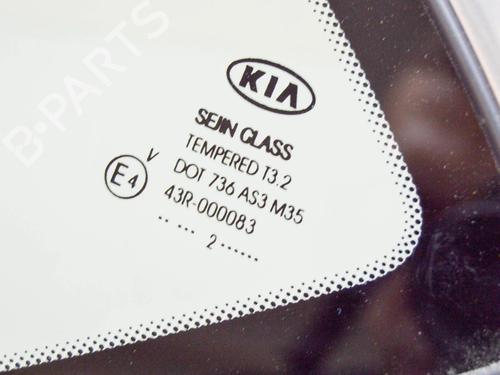 B-PARTS
KIA
SEJIN GLASS
TEMPERED T3.2
V
E4
DOT 736 AS3 M35
43R-000083
.. ... 2 ......